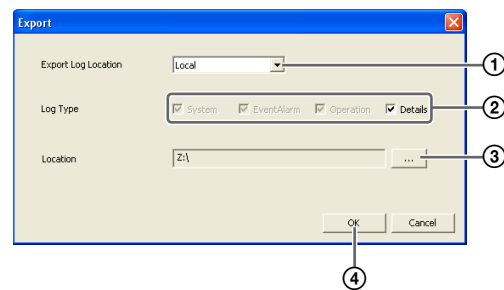 Export
Export Log Location
Local
①
Log Type
System
EventAlarm
Operation
Details
②
Location
Z:\
...
③
OK
Cancel
④